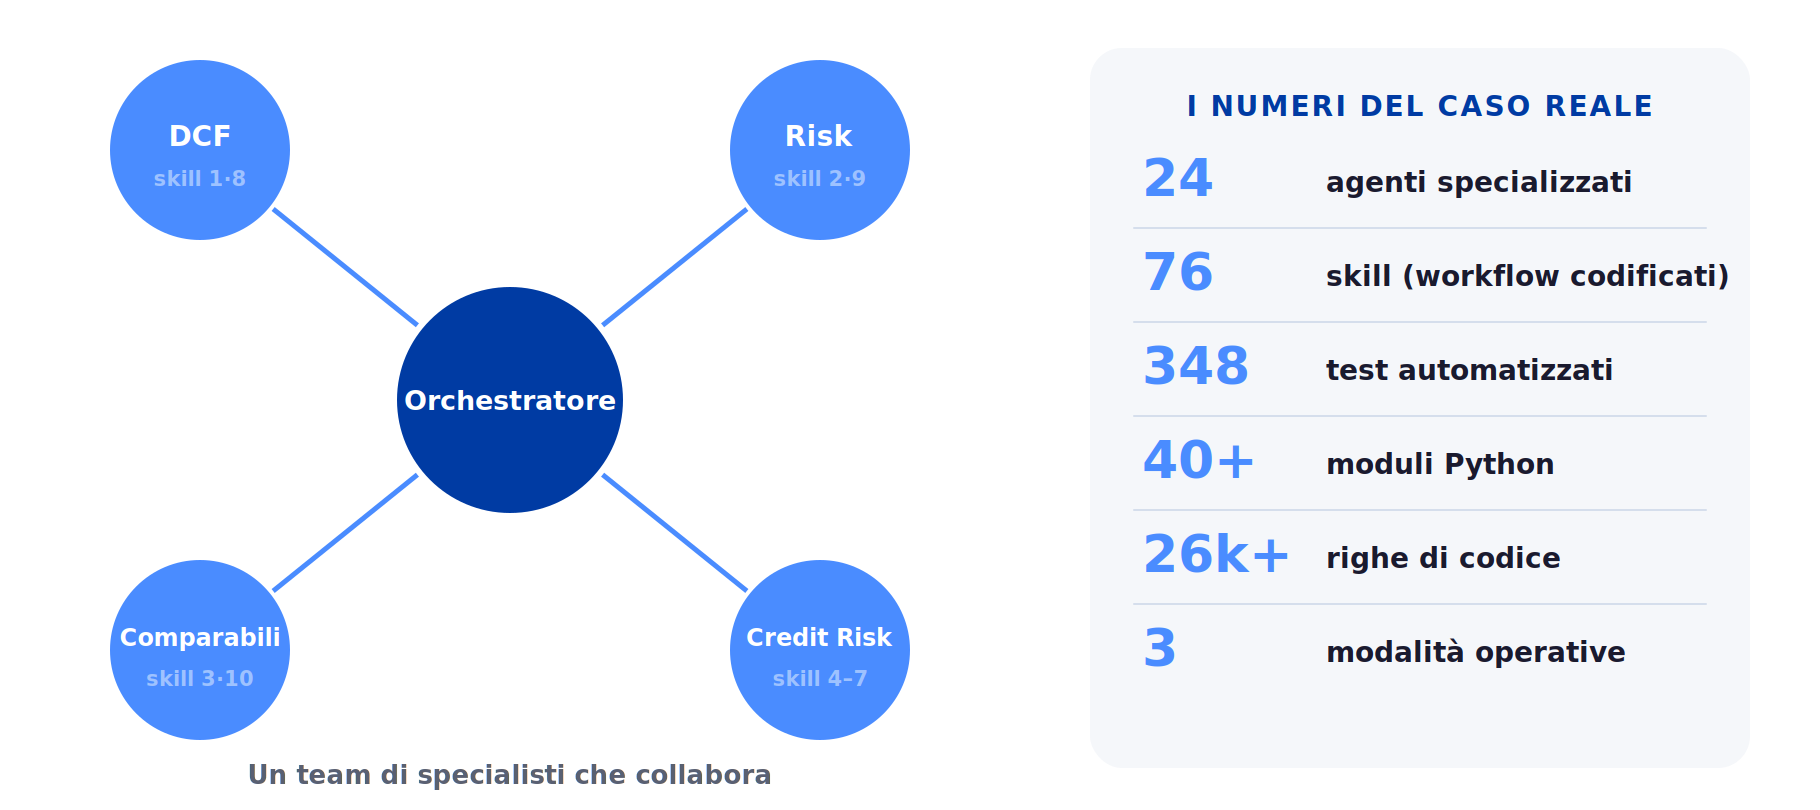 DCF
skill 1·8
Risk
skill 2·9
Orchestratore
Comparabili
skill 3·10
Credit Risk
skill 4–7
Un team di specialisti che collabora
I NUMERI DEL CASO REALE
24 agenti specializzati
76 skill (workflow codificati)
348 test automatizzati
40+ moduli Python
26k+ righe di codice
3 modalità operative